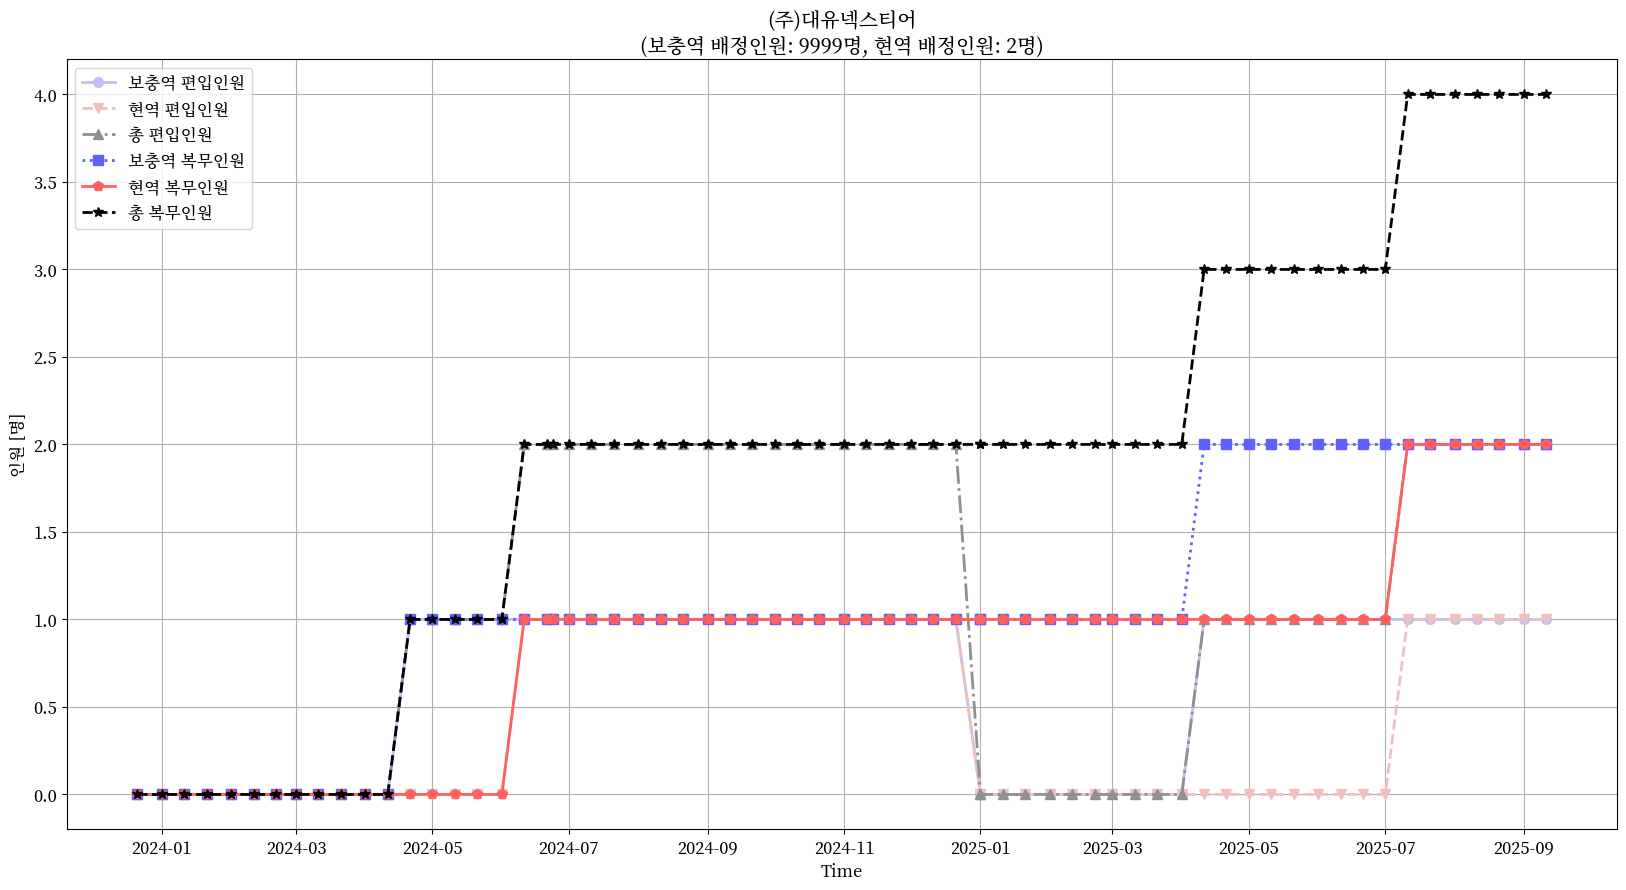 (주)대유넥스티어
(보충역 배정인원: 9999명, 현역 배정인원: 2명)
보충역 편입인원
현역 편입인원
총 편입인원
보충역 복무인원
현역 복무인원
총 복무인원
4.0
3.5
3.0
2.5
2.0
1.5
1.0
0.5
0.0
인원 [명]
2024-01 2024-03 2024-05 2024-07 2024-09 2024-11 2025-01 2025-03 2025-05 2025-07 2025-09
Time